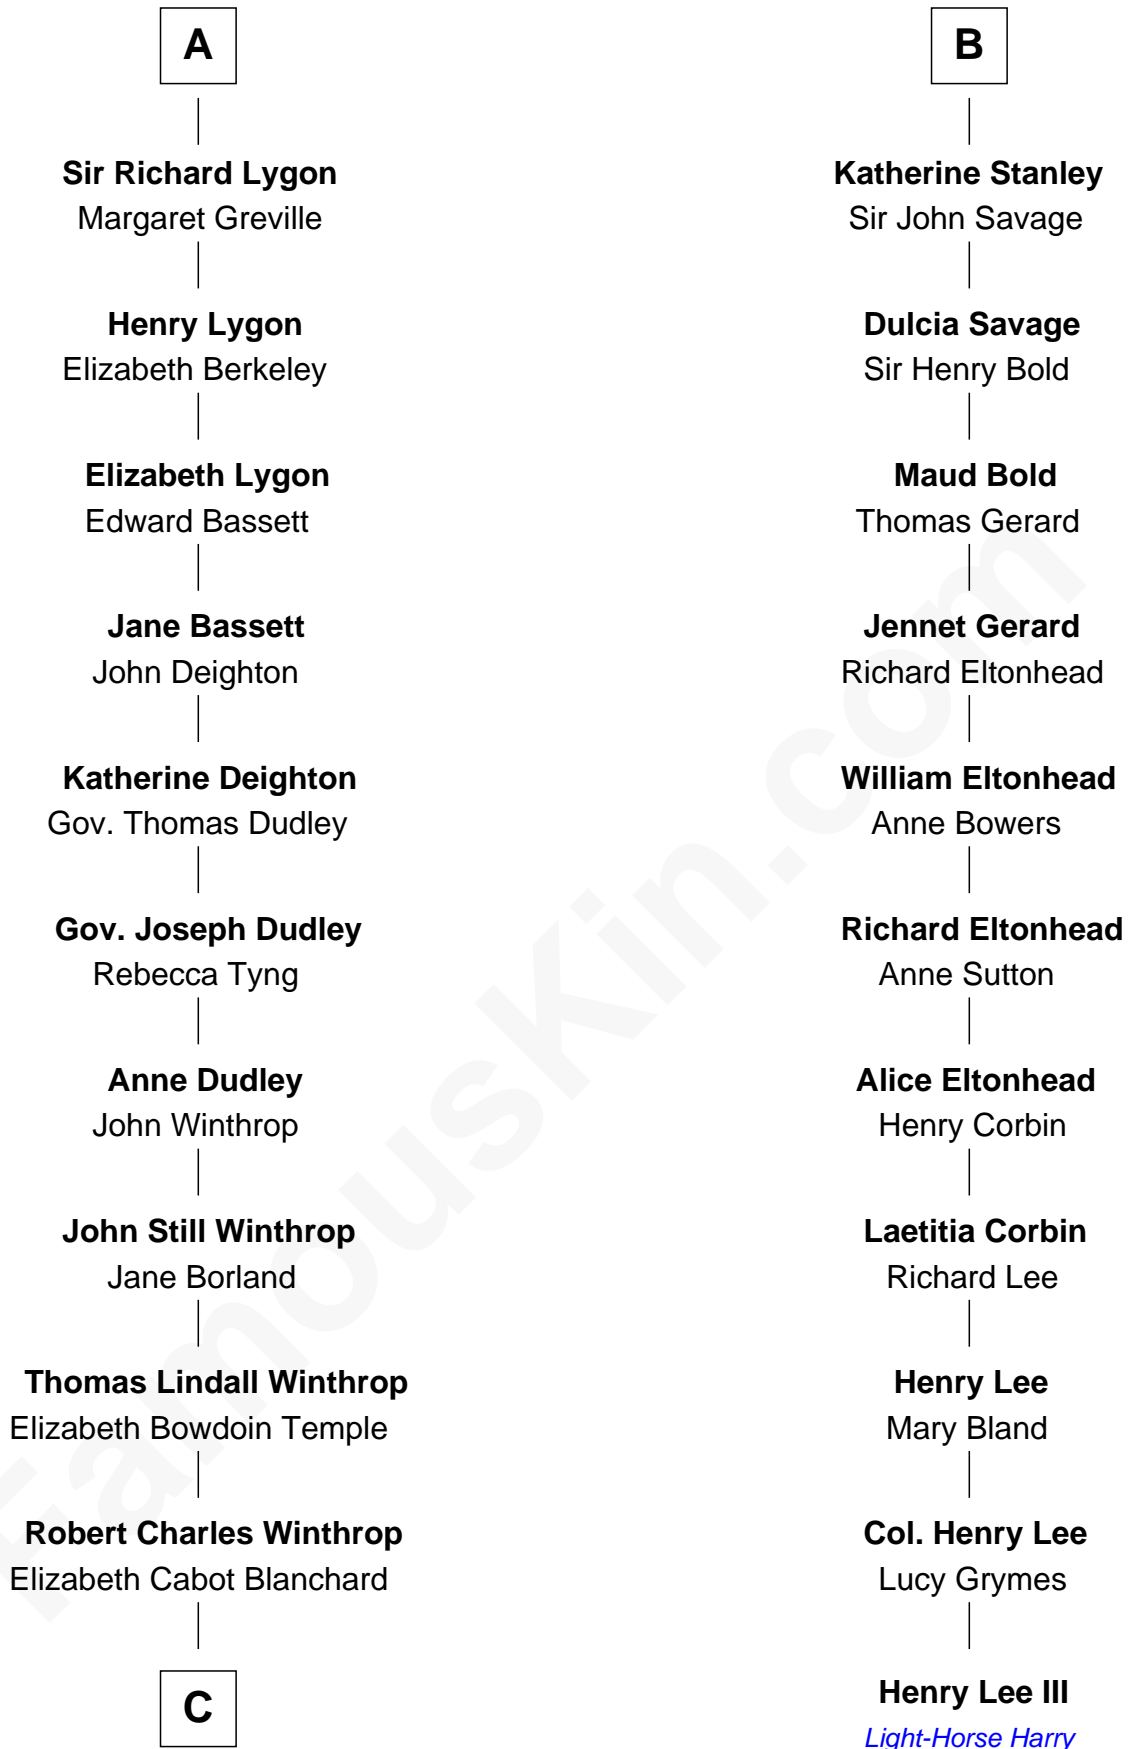 A
Sir Richard Lygon
Margaret Greville
Henry Lygon
Elizabeth Berkeley
Elizabeth Lygon
Edward Bassett
Jane Bassett
John Deighton
Katherine Deighton
Gov. Thomas Dudley
Gov. Joseph Dudley
Rebecca Tyng
Anne Dudley
John Winthrop
John Still Winthrop
Jane Borland
Thomas Lindall Winthrop
Elizabeth Bowdoin Temple
Robert Charles Winthrop
Elizabeth Cabot Blanchard
C
B
Katherine Stanley
Sir John Savage
Dulcia Savage
Sir Henry Bold
Maud Bold
Thomas Gerard
Jennet Gerard
Richard Eltonhead
William Eltonhead
Anne Bowers
Richard Eltonhead
Anne Sutton
Alice Eltonhead
Henry Corbin
Laetitia Corbin
Richard Lee
Henry Lee
Mary Bland
Col. Henry Lee
Lucy Grymes
Henry Lee III
Light-Horse Harry
FamousKin.com